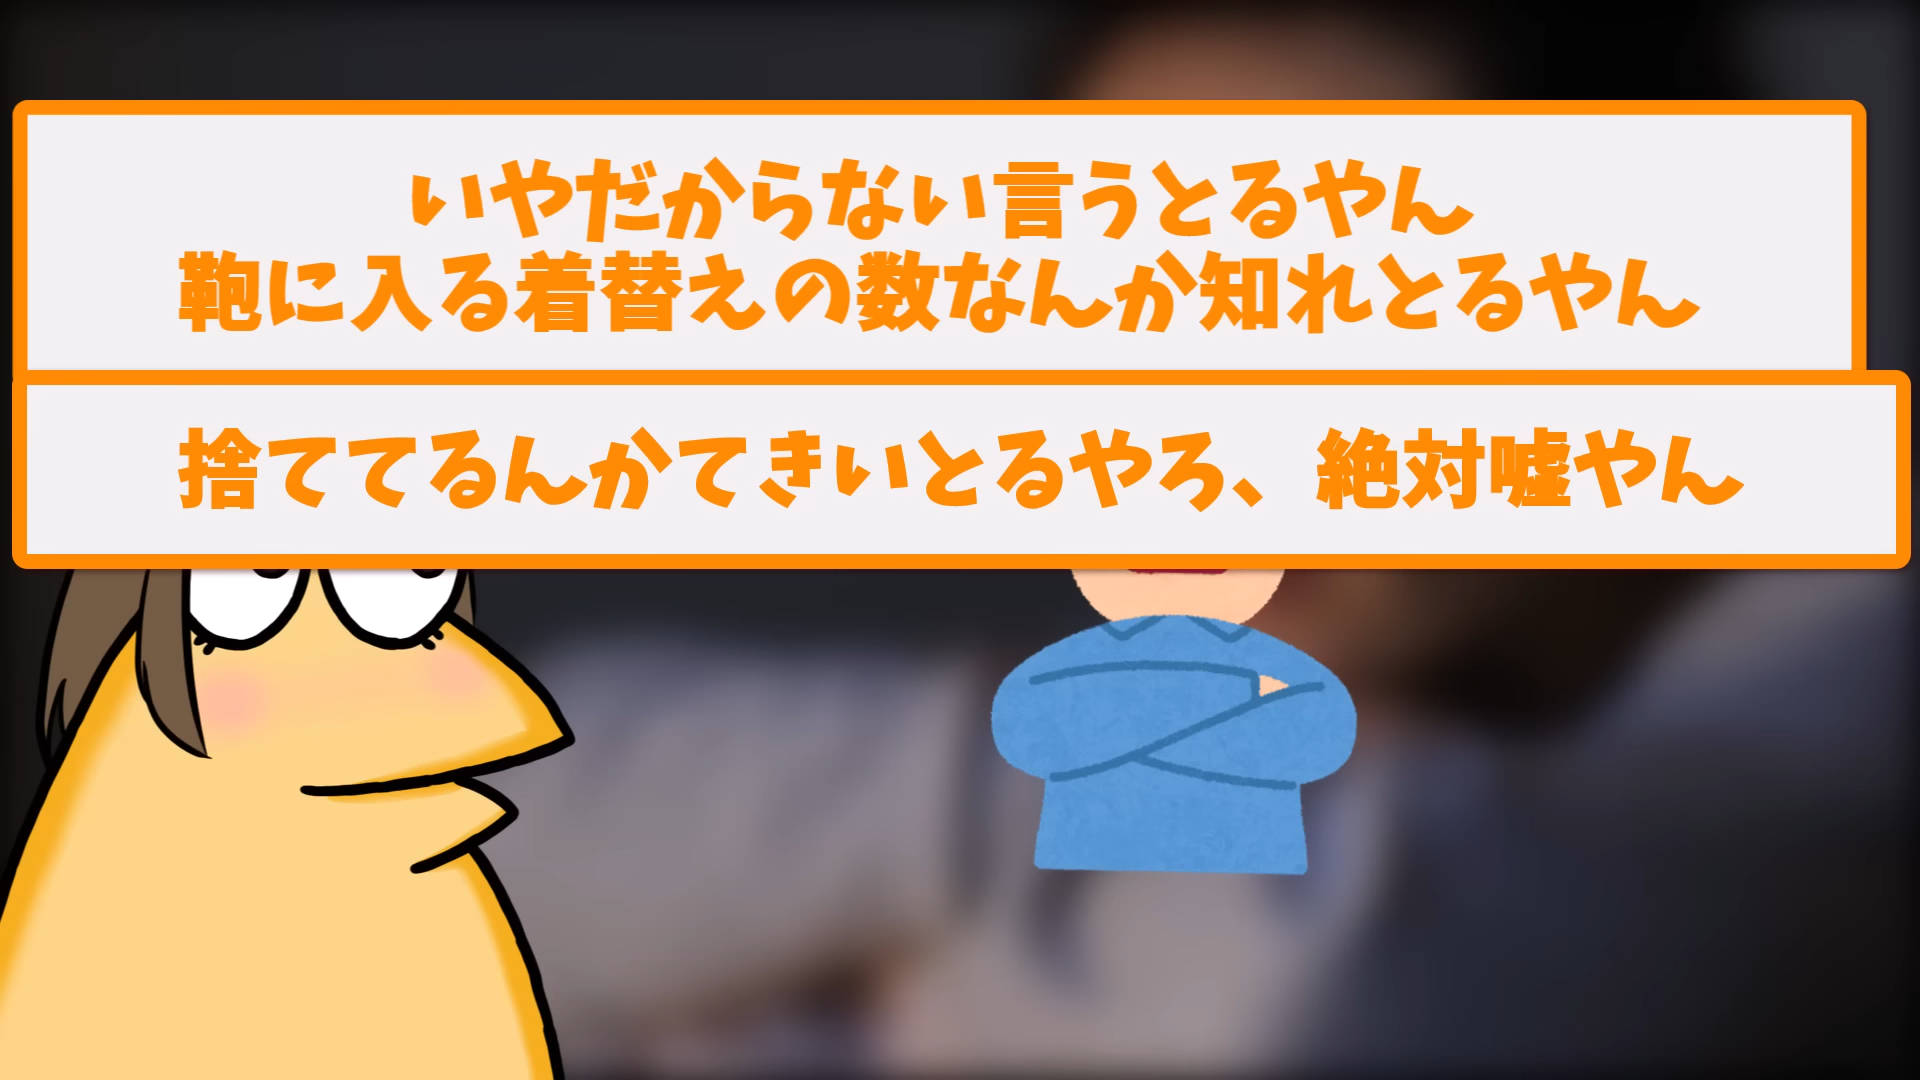 いやだからない言うとるやん
鞄に入る着替えの数なんか知れとるやん
捨ててるんかてきいとるやろ、絶対嘘やん